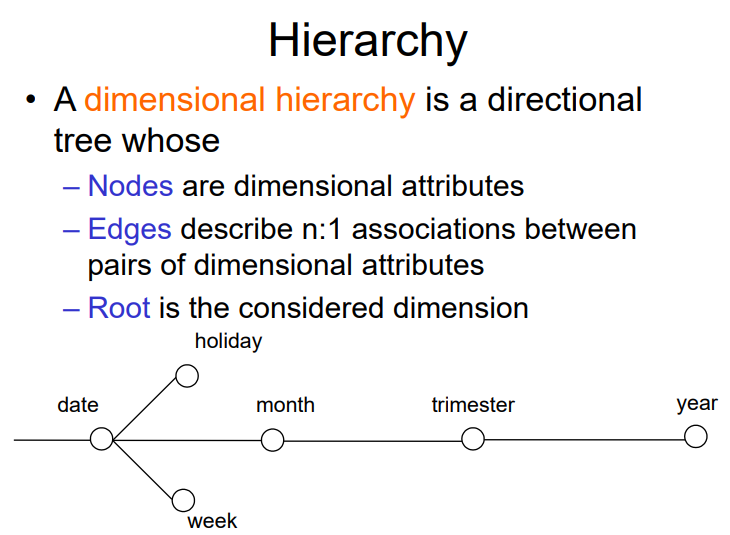 Hierarchy
• A dimensional hierarchy is a directional
tree whose
– Nodes are dimensional attributes
– Edges describe n:1 associations between
pairs of dimensional attributes
– Root is the considered dimension
holiday
date
month
trimester
year
week